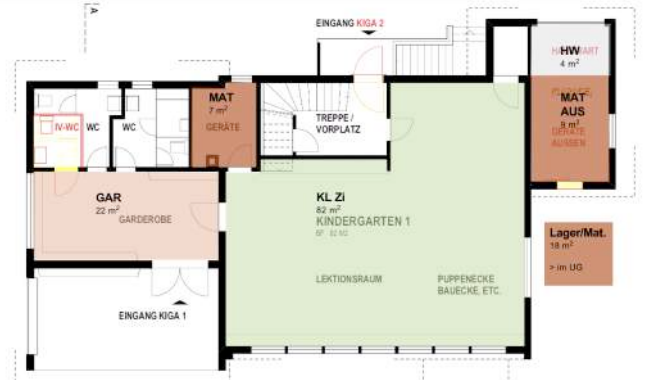 A
EINGANG KIGA 2
HW
4 m²
MAT
7 m²
GERÄTE
TREPPE /
VORPLATZ
MAT
AUS
9 m²
GERÄTE
AUSSEN
IV-WC
WC
WC
GAR
22 m²
GARDEROBE
KL Zi
82 m²
KINDERGARTEN 1
Lager/Mat.
18 m²
> im UG
LEKTIONSRAUM
PUPPENECKE
BAUECKE, ETC.
EINGANG KIGA 1